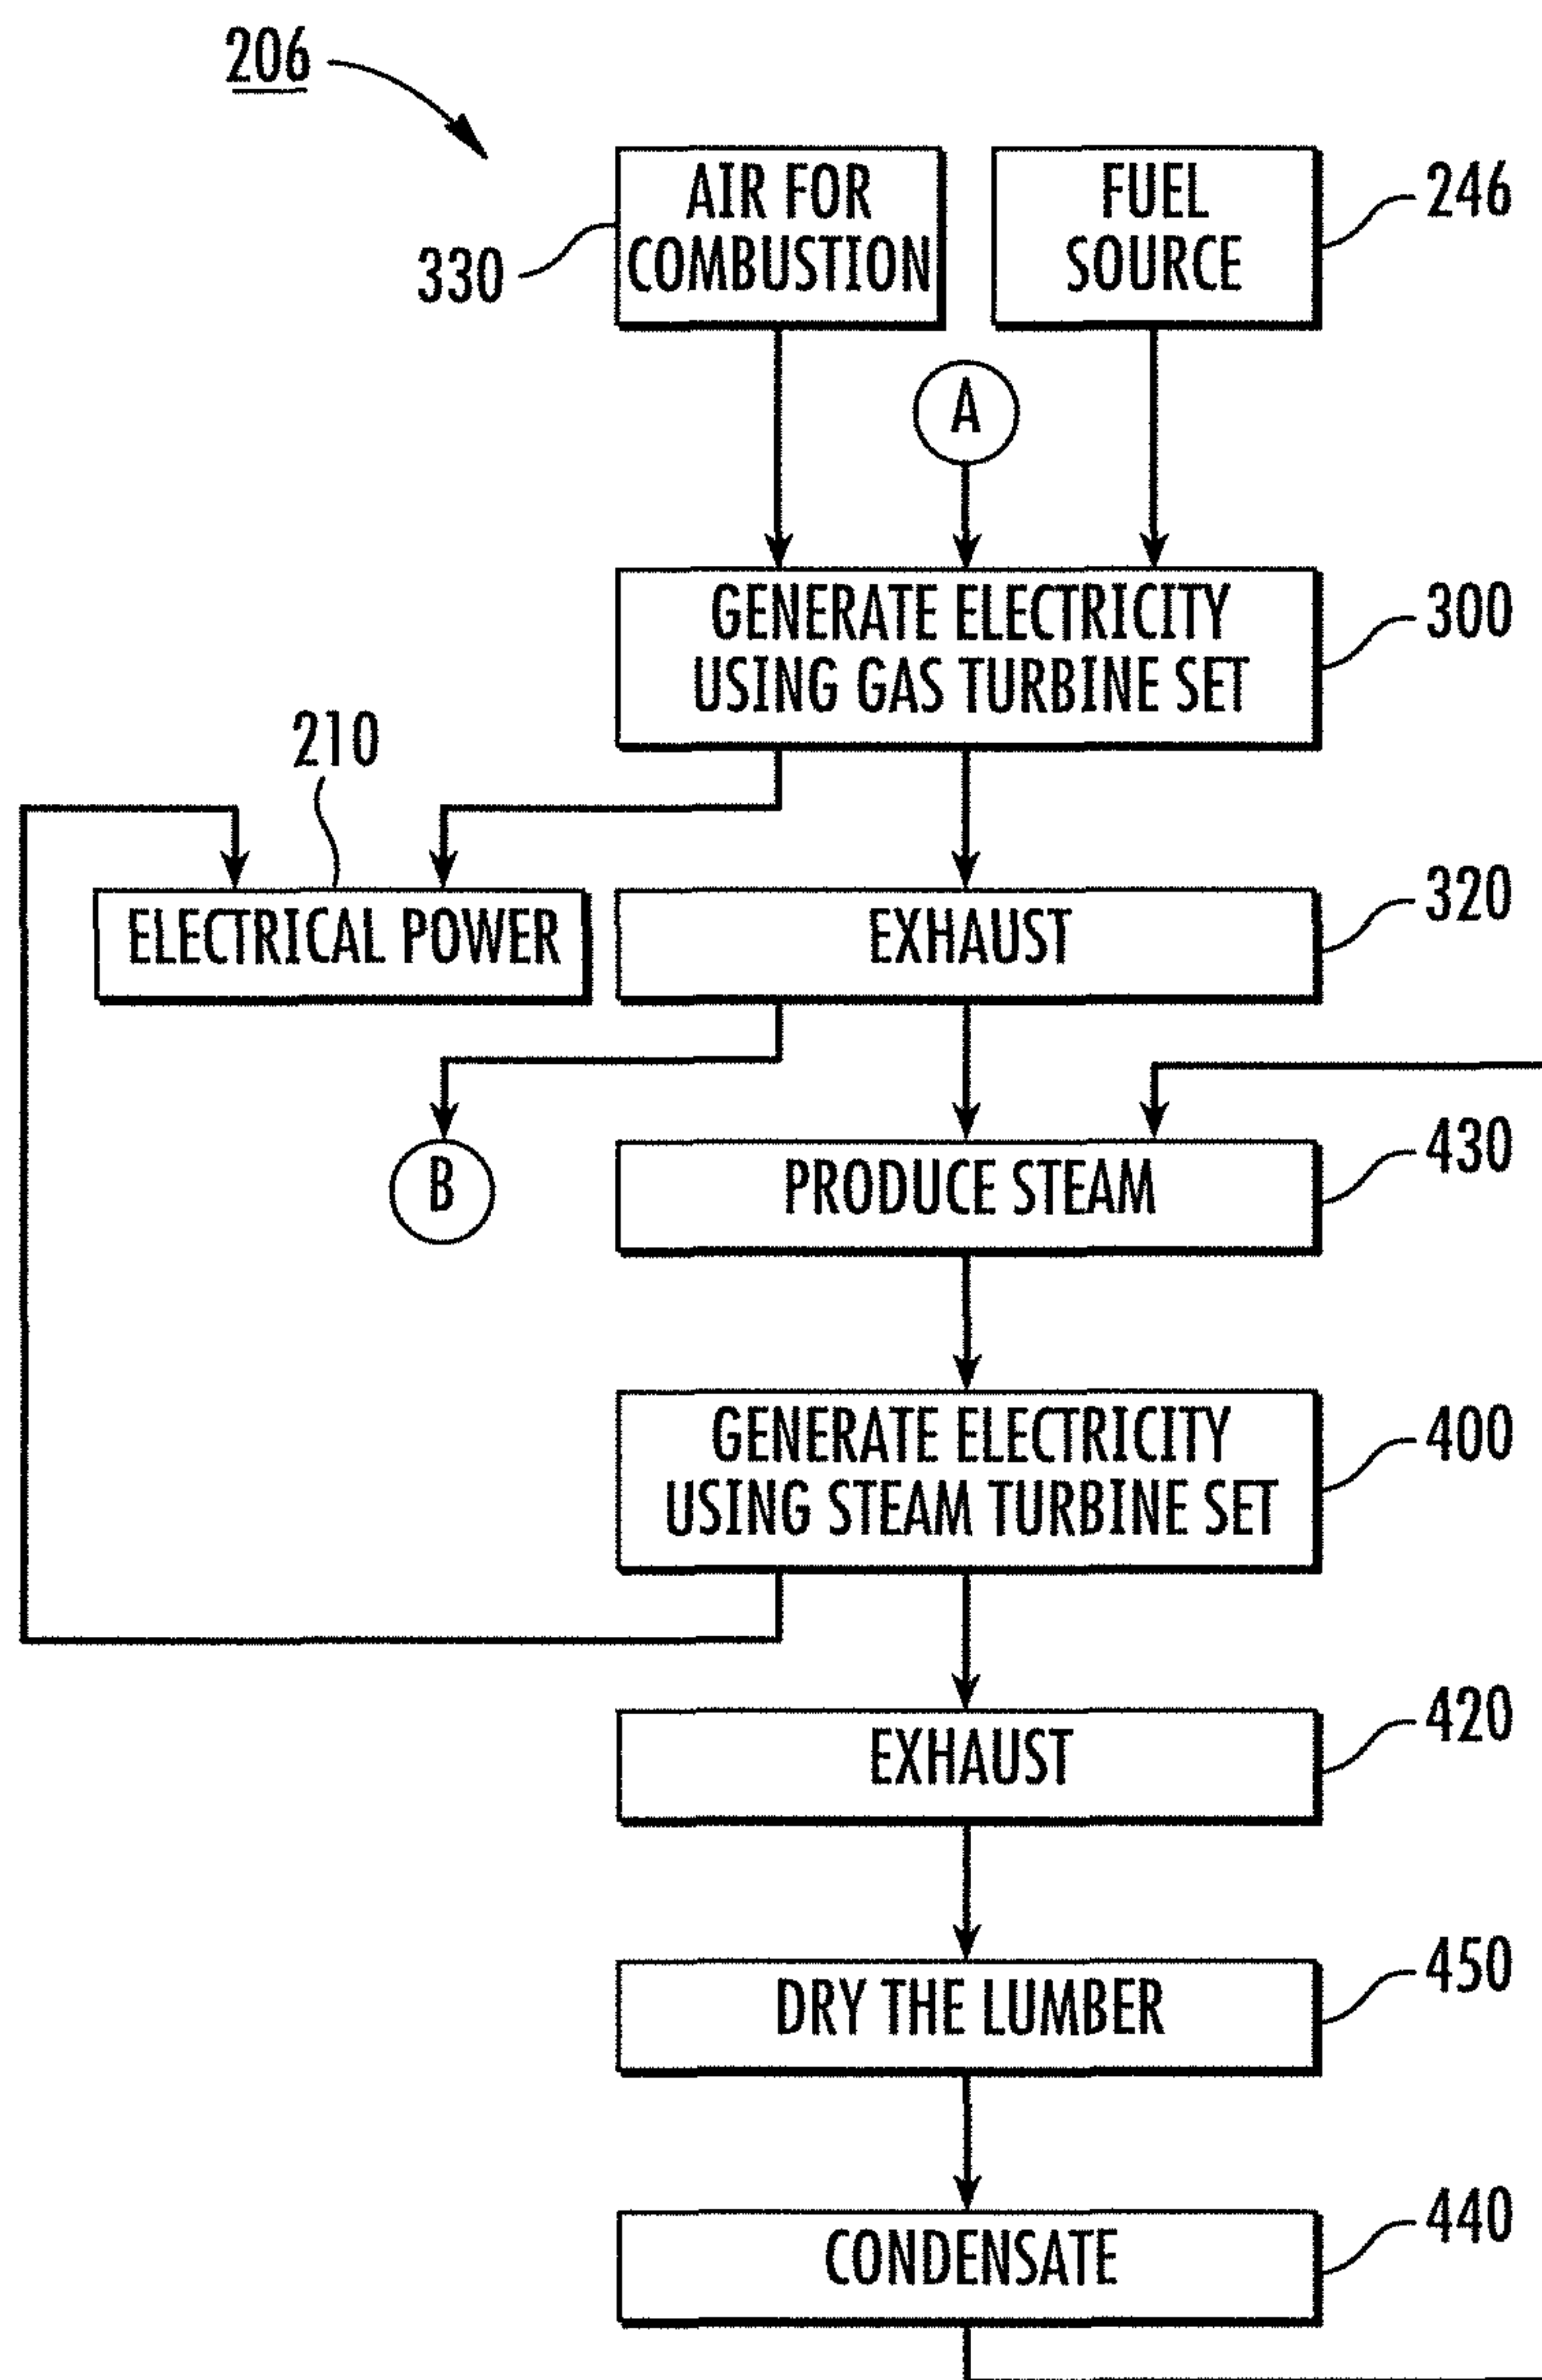 206
AIR FOR
COMBUSTION
330
FUEL
SOURCE
246
A
GENERATE ELECTRICITY
USING GAS TURBINE SET
300
210
ELECTRICAL POWER
EXHAUST
320
B
PRODUCE STEAM
430
GENERATE ELECTRICITY
USING STEAM TURBINE SET
400
EXHAUST
420
DRY THE LUMBER
450
CONDENSATE
440